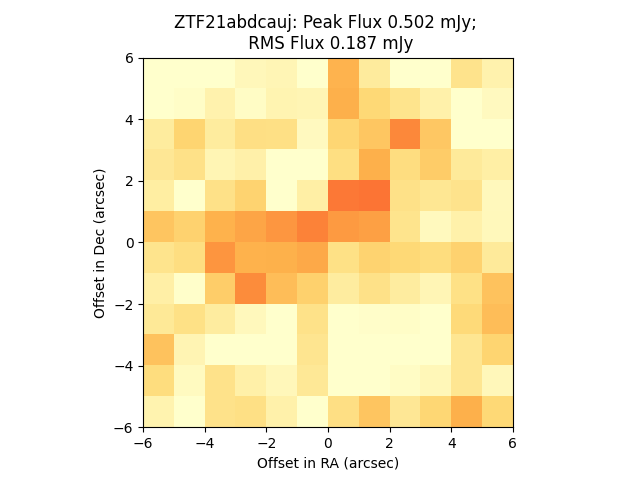 ZTF21abdcauj: Peak Flux 0.502 mJy;
RMS Flux 0.187 mJy
6
4
2
0
−2
−4
−6
Offset in Dec (arcsec)
−6 −4 −2 0 2 4 6
Offset in RA (arcsec)